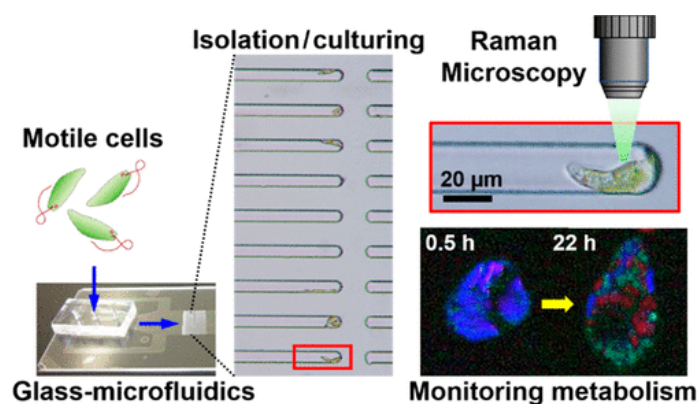 Isolation/culturing
Raman
Microscopy
Motile cells
20 µm
0.5 h
22 h
Glass-microfluidics
Monitoring metabolism